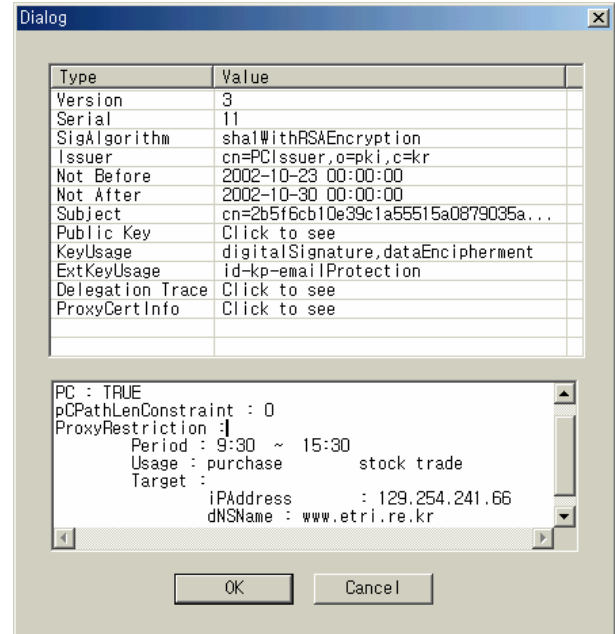 Dialog
Type Value
Version 3
Serial 11
SigAlgorithm sha1WithRSAEncryption
Issuer cn=PCIssuer,o=pki,c=kr
Not Before 2002-10-23 00:00:00
Not After 2002-10-30 00:00:00
Subject cn=2b5f6cb10e39c1a55515a0879035a...
Public Key Click to see
KeyUsage digitalSignature,dataEncipherment
ExtKeyUsage id-kp-emailProtection
Delegation Trace Click to see
ProxyCertInfo Click to see
PC : TRUE
pCPathLenConstraint : 0
ProxyRestriction :
Period : 9:30 ~ 15:30
Usage : purchase stock trade
Target :
iPAddress : 129.254.241.66
dNSName : www.etri.re.kr
OK Cancel